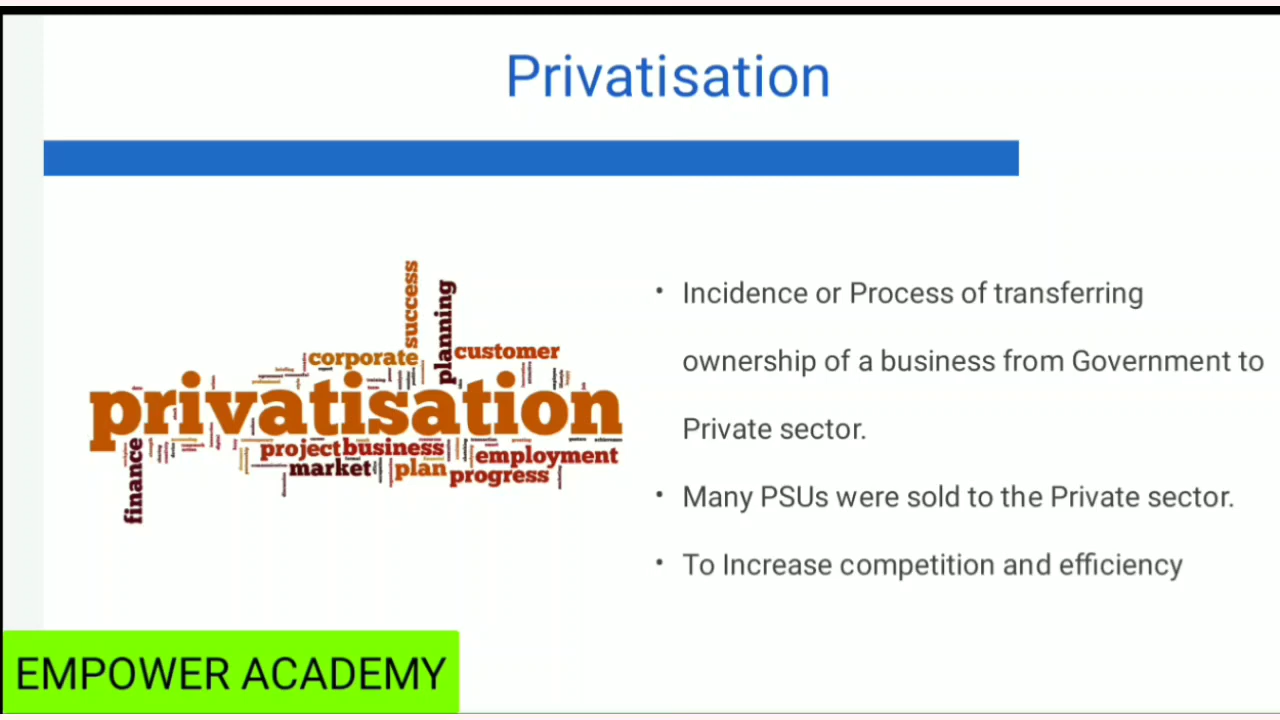 Privatisation
success
planning
corporate
customer
privatisation
project business
employment
market
plan
progress
finance
• Incidence or Process of transferring
ownership of a business from Government to
Private sector.
• Many PSUs were sold to the Private sector.
• To Increase competition and efficiency
EMPOWER ACADEMY